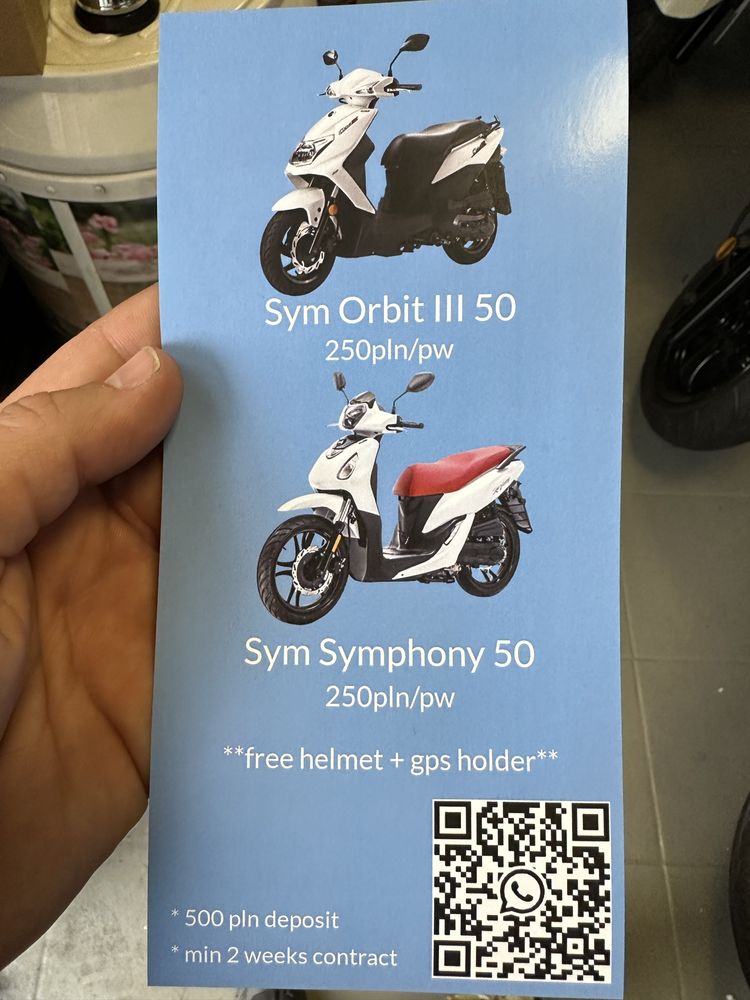 Sym Orbit III 50
250pln/pw
Sym Symphony 50
250pln/pw
**free helmet + gps holder**
* 500 pln deposit
* min 2 weeks contract